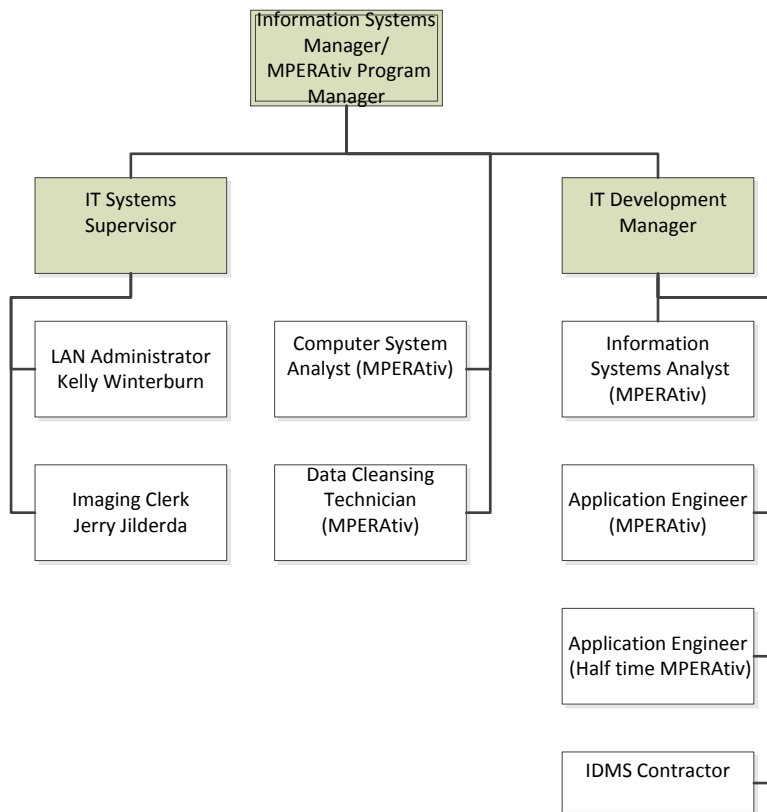 Information Systems
Manager/
MPERAtiv Program
Manager
IT Systems
Supervisor
IT Development
Manager
LAN Administrator
Kelly Winterburn
Computer System
Analyst (MPERAtiv)
Information
Systems Analyst
(MPERAtiv)
Imaging Clerk
Jerry Jilderda
Data Cleansing
Technician
(MPERAtiv)
Application Engineer
(MPERAtiv)
Application Engineer
(Half time MPERAtiv)
IDMS Contractor